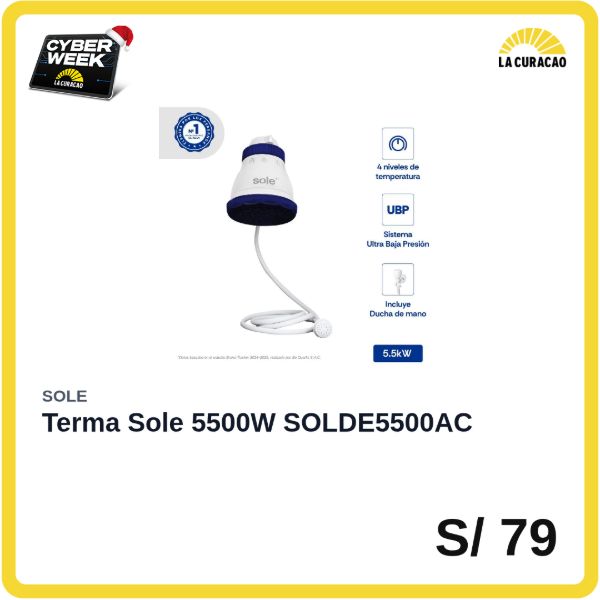 CYBER
WEEK
LA CURACAO
LA CURACAO
Nº1
sole
4 niveles de
temperatura
UBP
Sistema
Ultra Baja Presión
Incluye
Ducha de mano
5.5kW
SOLE
Terma Sole 5500W SOLDE5500AC
S/ 79